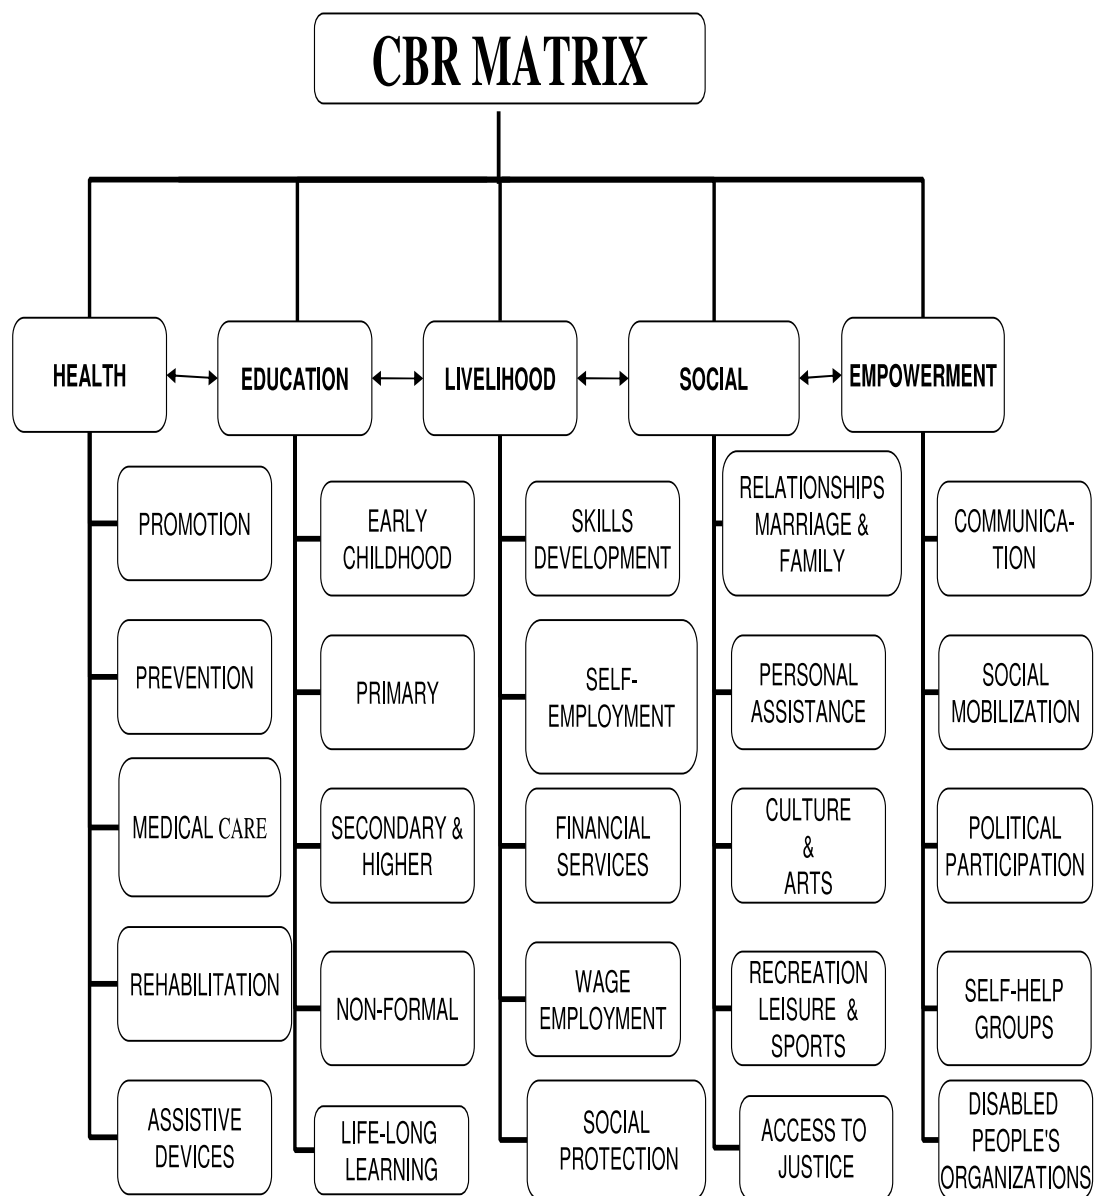 CBR MATRIX
HEALTH
EDUCATION
LIVELIHOOD
SOCIAL
EMPOWERMENT
PROMOTION
PREVENTION
MEDICAL CARE
REHABILITATION
ASSISTIVE
DEVICES
EARLY
CHILDHOOD
PRIMARY
SECONDARY &
HIGHER
NON-FORMAL
LIFE-LONG
LEARNING
SKILLS
DEVELOPMENT
SELF-
EMPLOYMENT
FINANCIAL
SERVICES
WAGE
EMPLOYMENT
SOCIAL
PROTECTION
RELATIONSHIPS
MARRIAGE &
FAMILY
PERSONAL
ASSISTANCE
CULTURE
&
ARTS
RECREATION
LEISURE &
SPORTS
ACCESS TO
JUSTICE
COMMUNICA-
TION
SOCIAL
MOBILIZATION
POLITICAL
PARTICIPATION
SELF-HELP
GROUPS
DISABLED
PEOPLE'S
ORGANIZATIONS